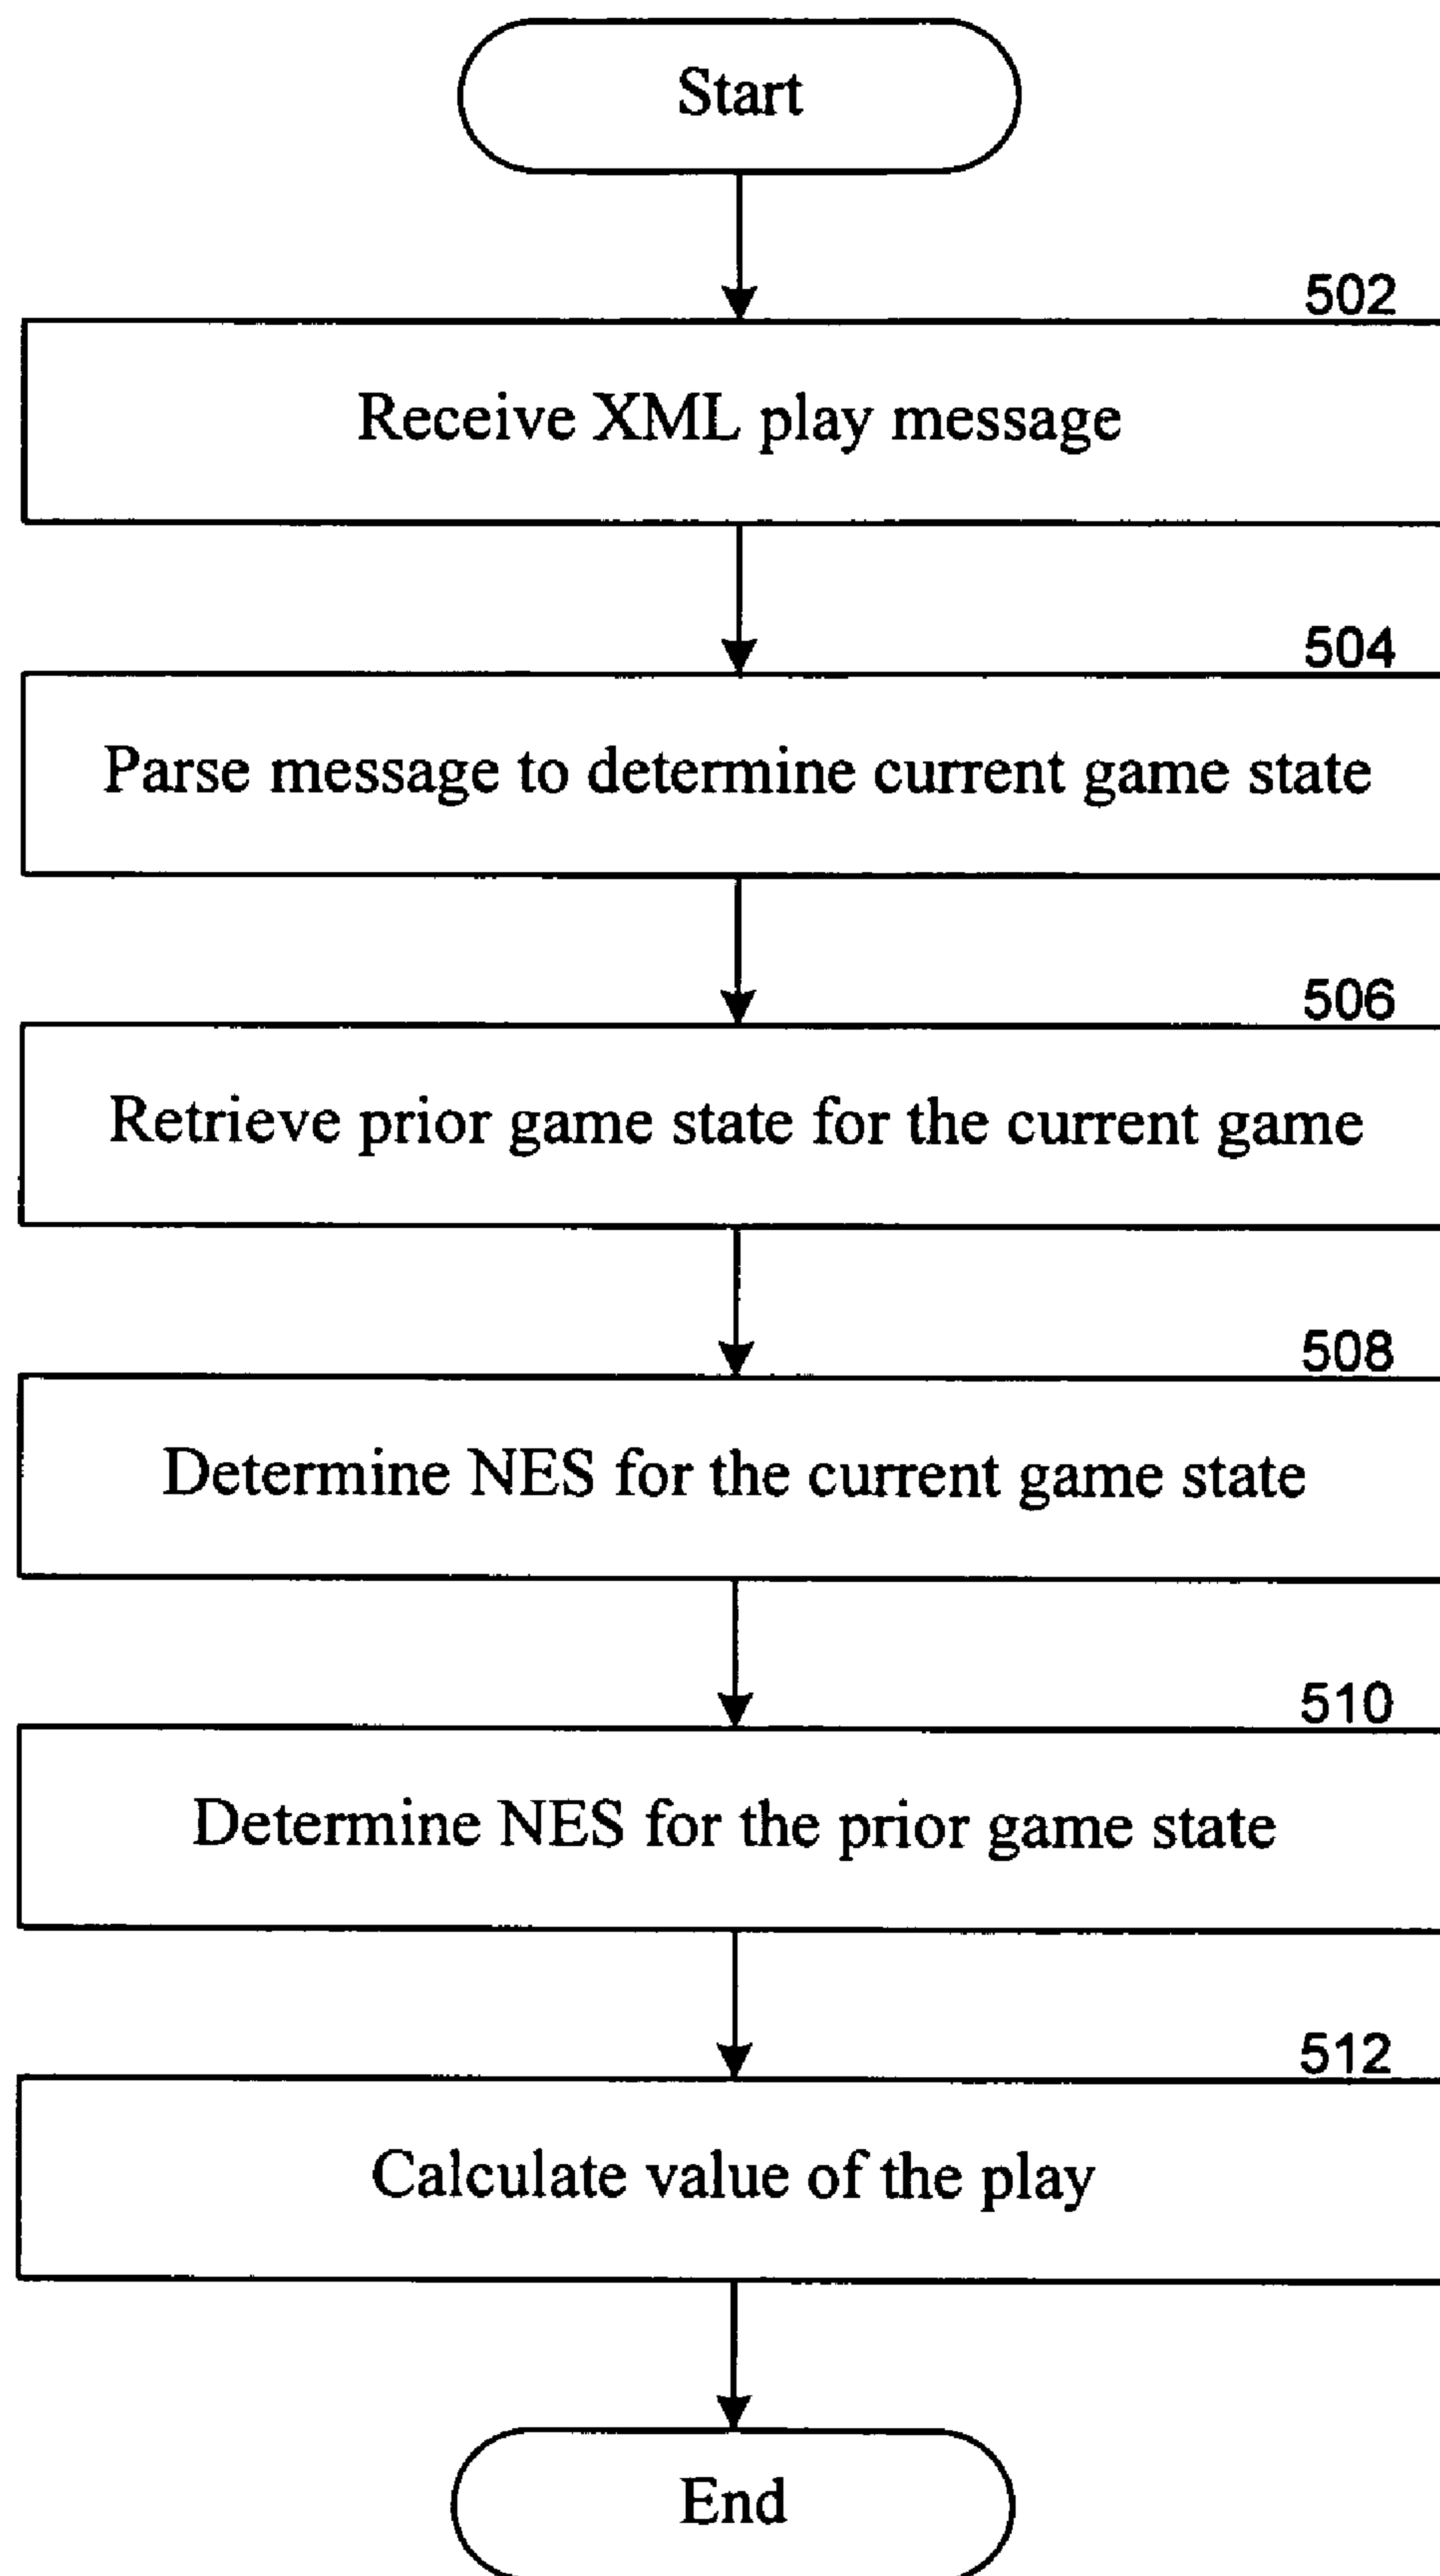 Start
502
Receive XML play message
504
Parse message to determine current game state
506
Retrieve prior game state for the current game
508
Determine NES for the current game state
510
Determine NES for the prior game state
512
Calculate value of the play
End